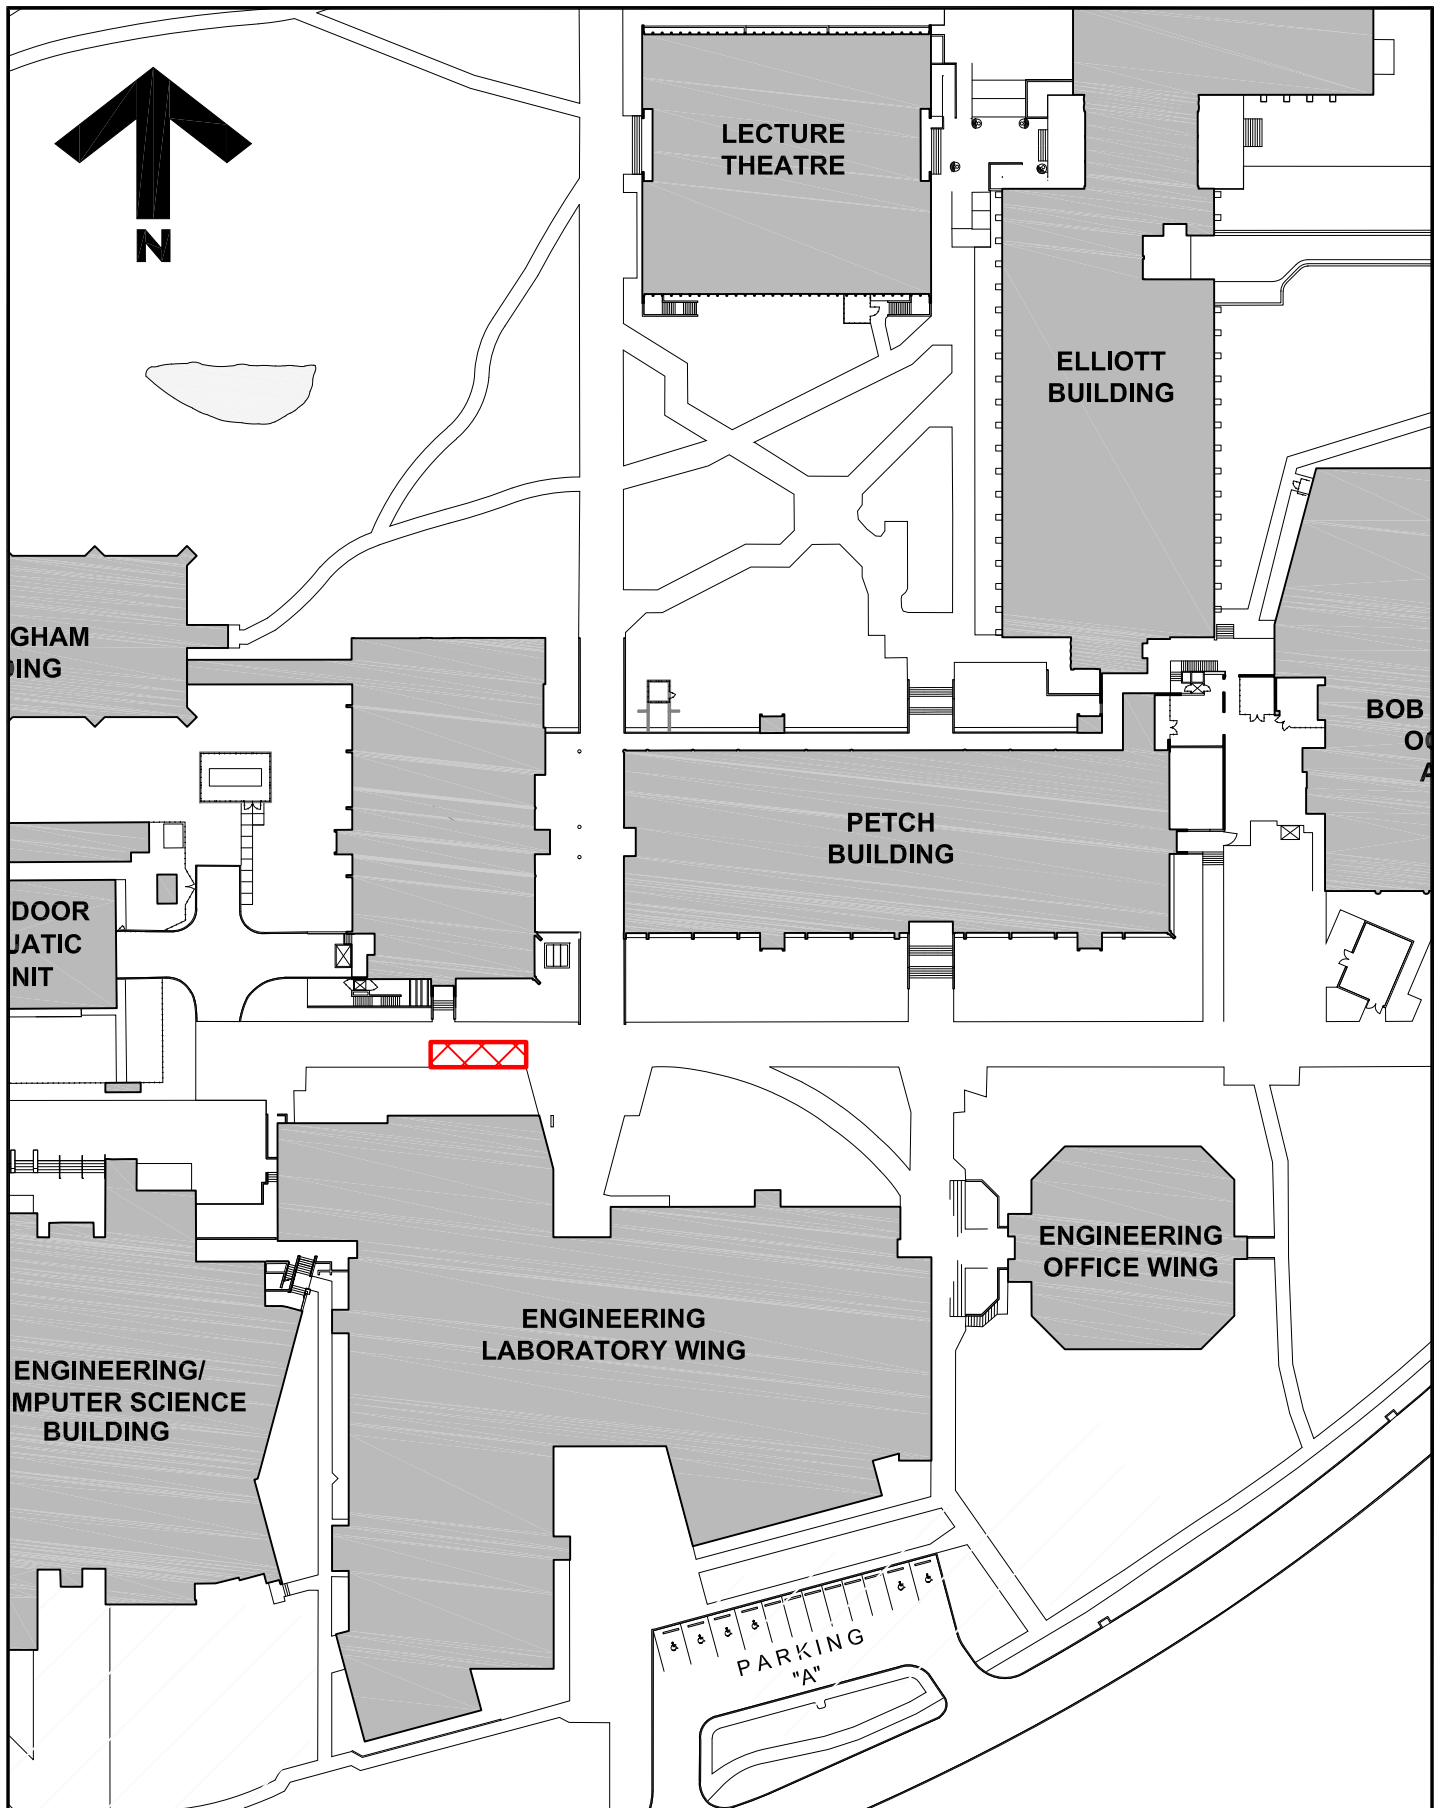 LECTURE
THEATRE
N
ELLIOTT
BUILDING
GHAM
DING
BOB
PETCH
BUILDING
DOOR
UATIC
NIT
ENGINEERING
OFFICE WING
ENGINEERING
LABORATORY WING
ENGINEERING/
MPUTER SCIENCE
BUILDING
PARKING
"A"